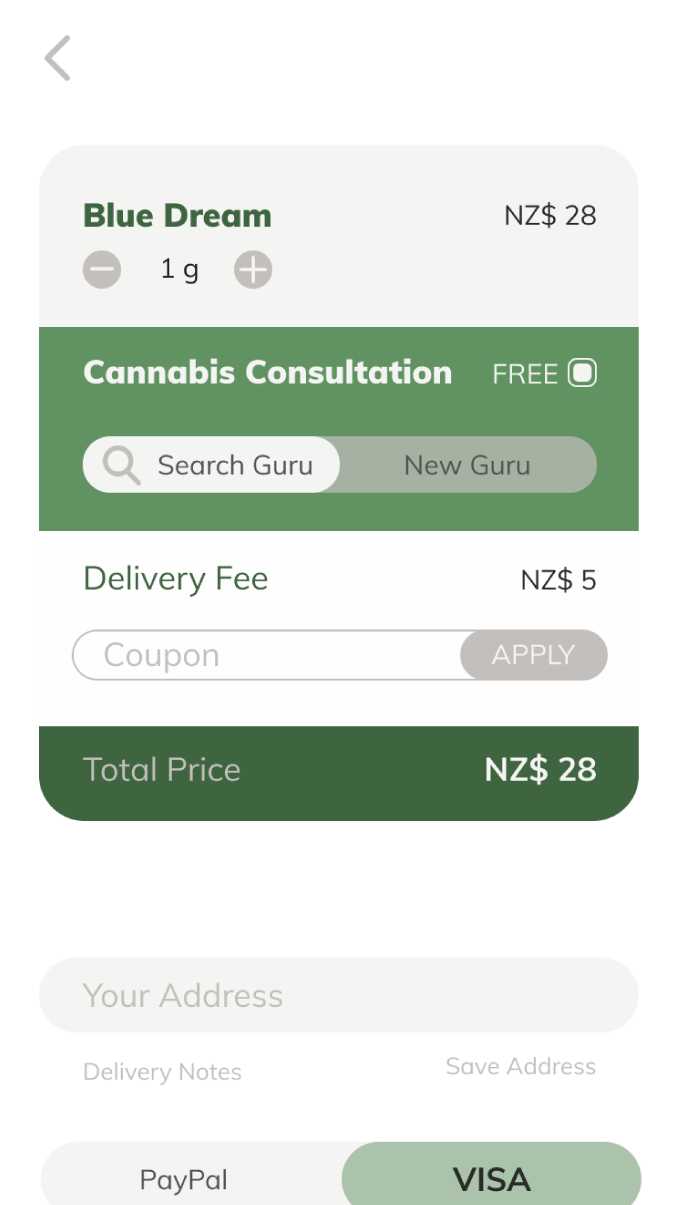 Blue Dream NZ$ 28
1 g
Cannabis Consultation FREE
Search Guru New Guru
Delivery Fee NZ$ 5
Coupon APPLY
Total Price NZ$ 28
Your Address
Delivery Notes Save Address
PayPal VISA